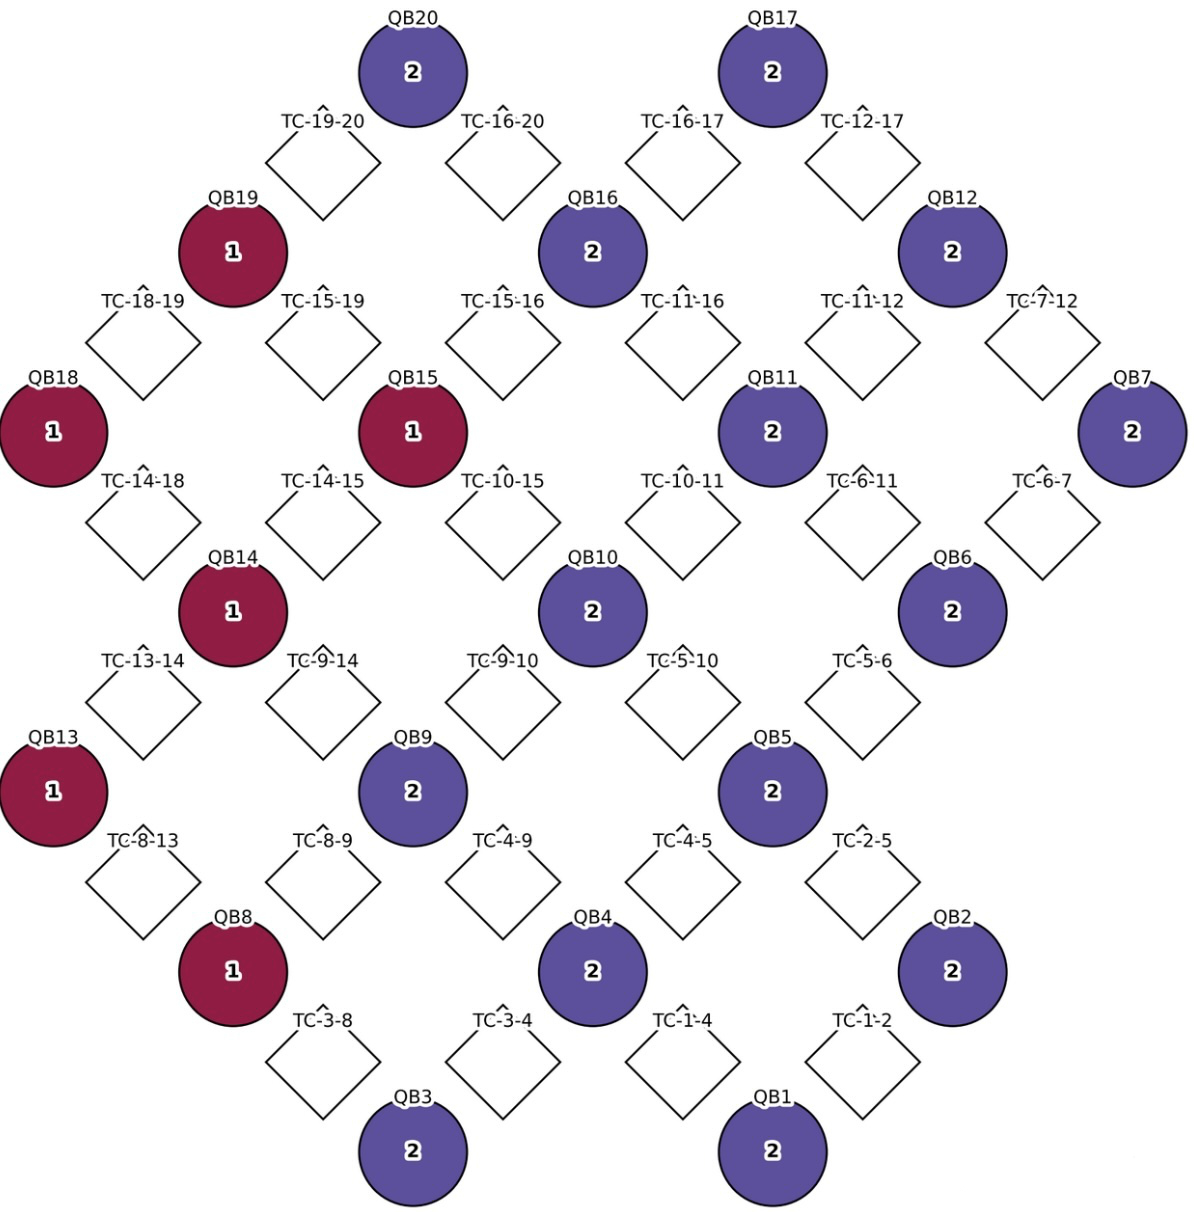 QB20 QB17
2 2
TC-19-20 TC-16-20 TC-16-17 TC-12-17
QB19 QB16 QB12
1 2 2
TC-18-19 TC-15-19 TC-15-16 TC-11-16 TC-11-12 TC-7-12
QB18 QB15 QB11 QB7
1 1 2 2
TC-14-18 TC-14-15 TC-10-15 TC-10-11 TC-6-11 TC-6-7
QB14 QB10 QB6
1 2 2
TC-13-14 TC-9-14 TC-9-10 TC-5-10 TC-5-6
QB13 QB9 QB5
1 2 2
TC-8-13 TC-8-9 TC-4-9 TC-4-5 TC-2-5
QB8 QB4 QB2
1 2 2
TC-3-8 TC-3-4 TC-1-4 TC-1-2
QB3 QB1
2 2